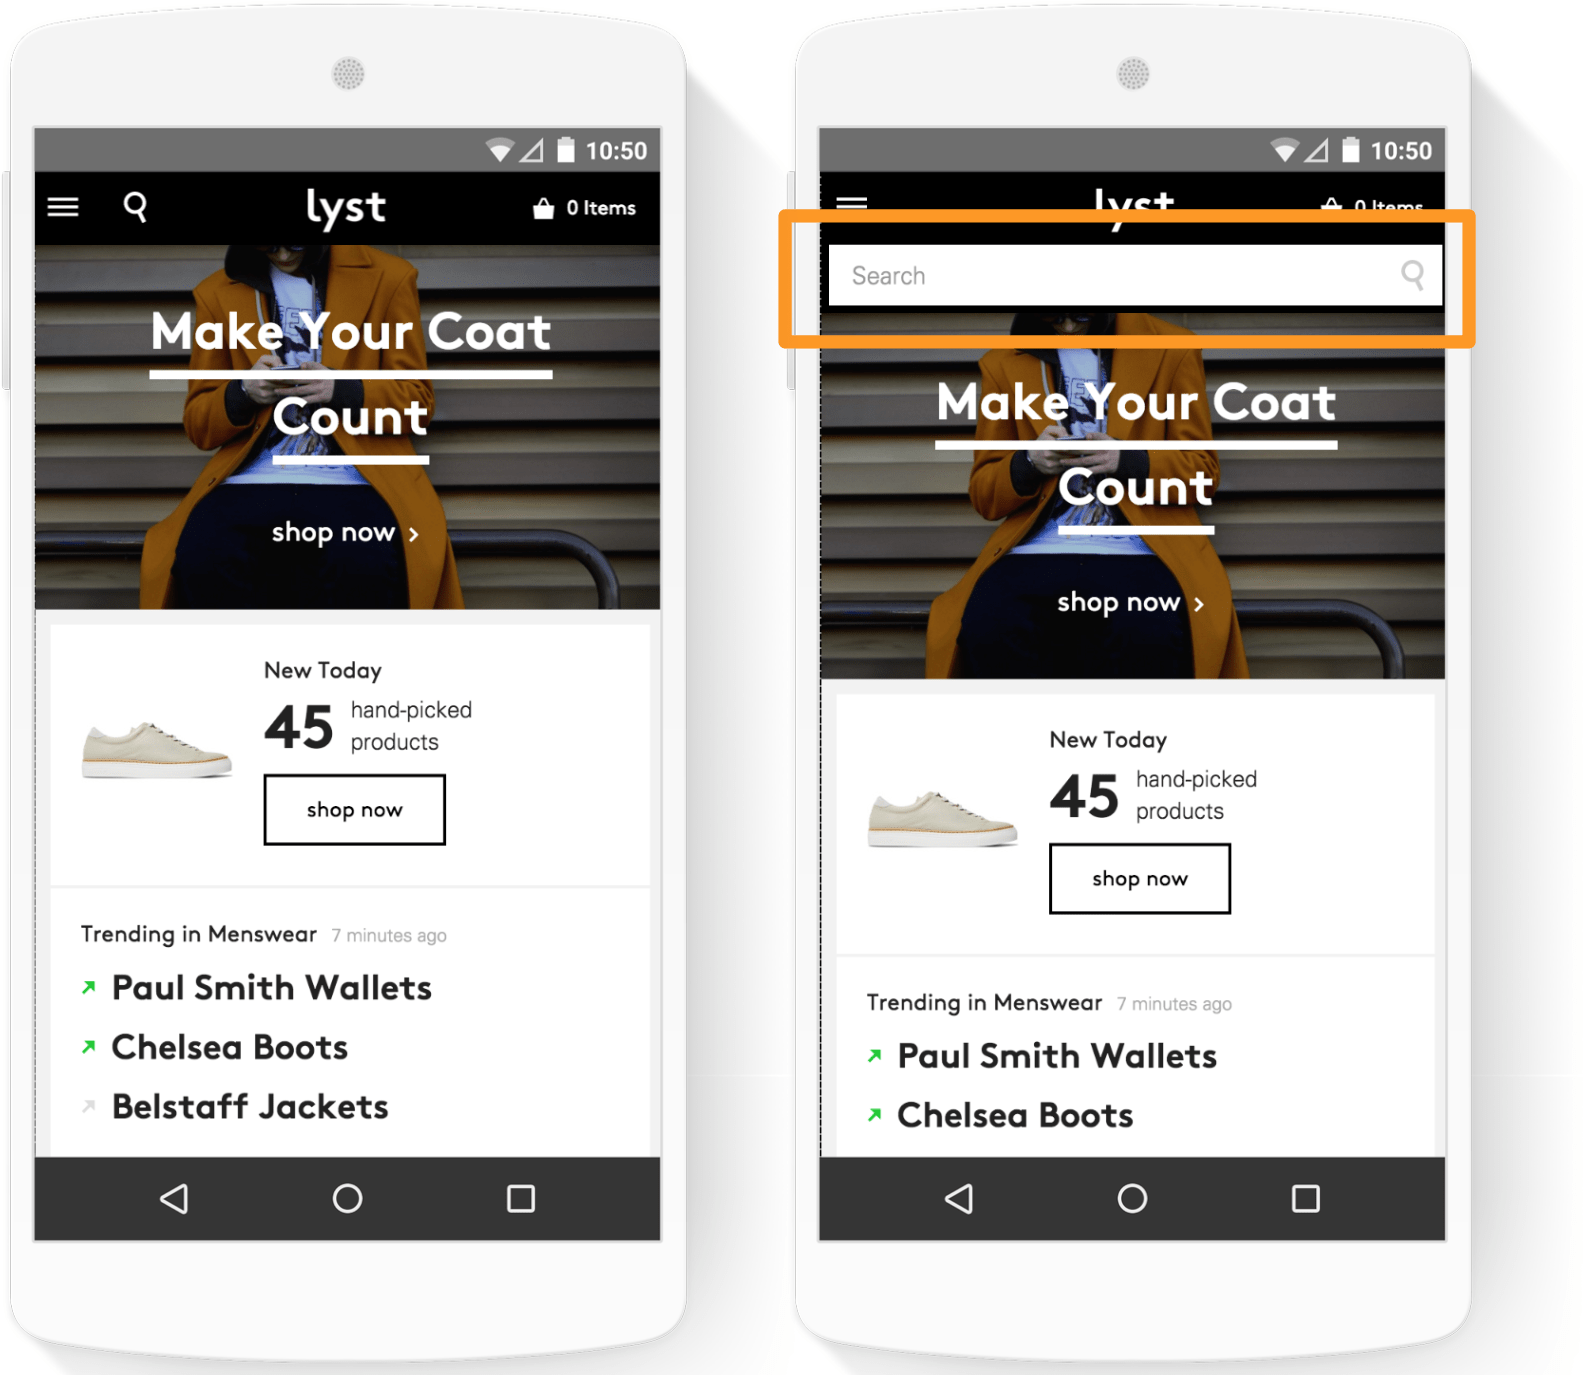 10:50
lyst
0 Items
Make Your Coat
Count
shop now >
New Today
45 hand-picked
products
shop now
Trending in Menswear 7 minutes ago
Paul Smith Wallets
Chelsea Boots
Belstaff Jackets
10:50
lyst
0 Items
Search
Make Your Coat
Count
shop now >
New Today
45 hand-picked
products
shop now
Trending in Menswear 7 minutes ago
Paul Smith Wallets
Chelsea Boots